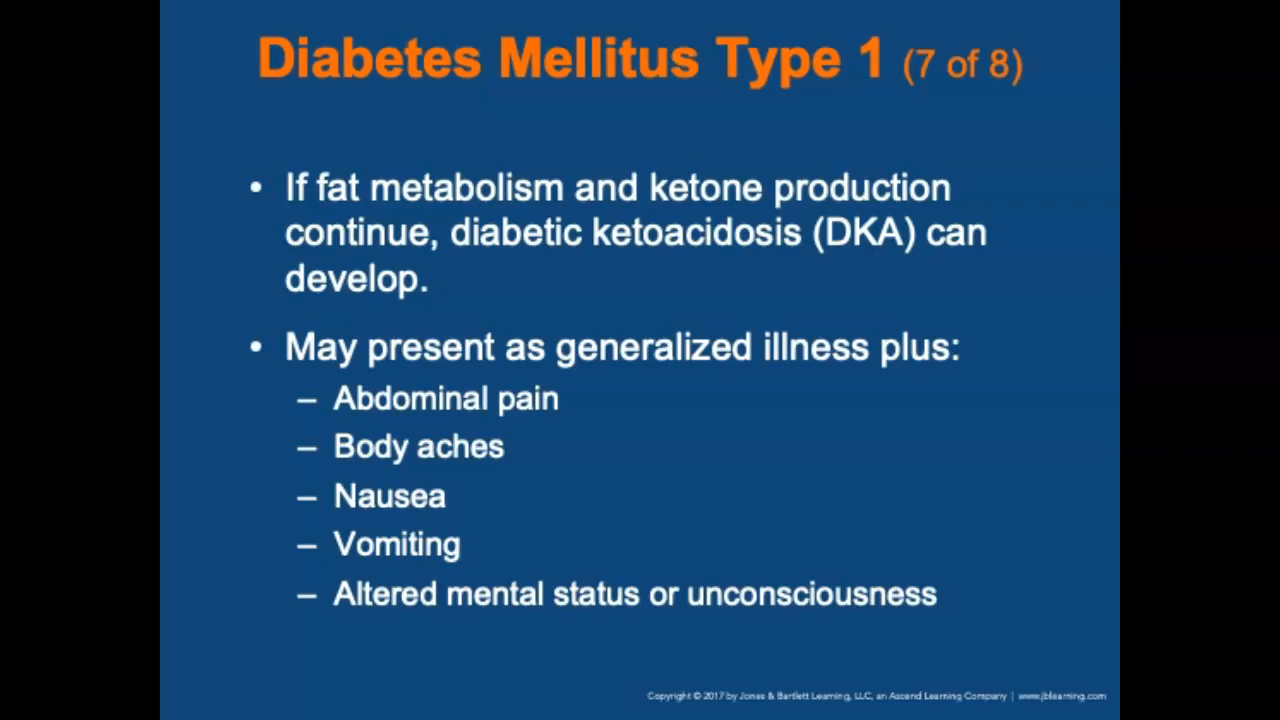 Diabetes Mellitus Type 1 (7 of 8)
• If fat metabolism and ketone production
continue, diabetic ketoacidosis (DKA) can
develop.
• May present as generalized illness plus:
– Abdominal pain
– Body aches
– Nausea
– Vomiting
– Altered mental status or unconsciousness
Copyright © 2017 by Jones & Bartlett Learning, LLC, an Ascend Learning Company | www.jblearning.com